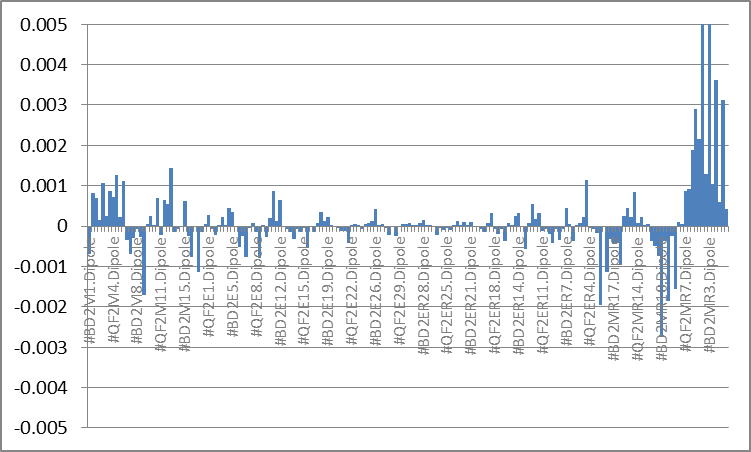 0.005
0.004
0.003
0.002
0.001
0
-0.001
-0.002
-0.003
-0.004
-0.005
#BD2M1.Dipole
#QF2M4.Dipole
#BD2M8.Dipole
#QF2M11.Dipole
#BD2M15.Dipole
#QF2E1.Dipole
#BD2E5.Dipole
#QF2E8.Dipole
#BD2E12.Dipole
#QF2E15.Dipole
#BD2E19.Dipole
#QF2E22.Dipole
#BD2E26.Dipole
#QF2E29.Dipole
#BD2ER28.Dipole
#QF2ER25.Dipole
#BD2ER21.Dipole
#QF2ER18.Dipole
#BD2ER14.Dipole
#QF2ER11.Dipole
#BD2ER7.Dipole
#QF2ER4.Dipole
#BD2MR17.Dipole
#QF2MR14.Dipole
#BD2MR10.Dipole
#QF2MR7.Dipole
#BD2MR3.Dipole